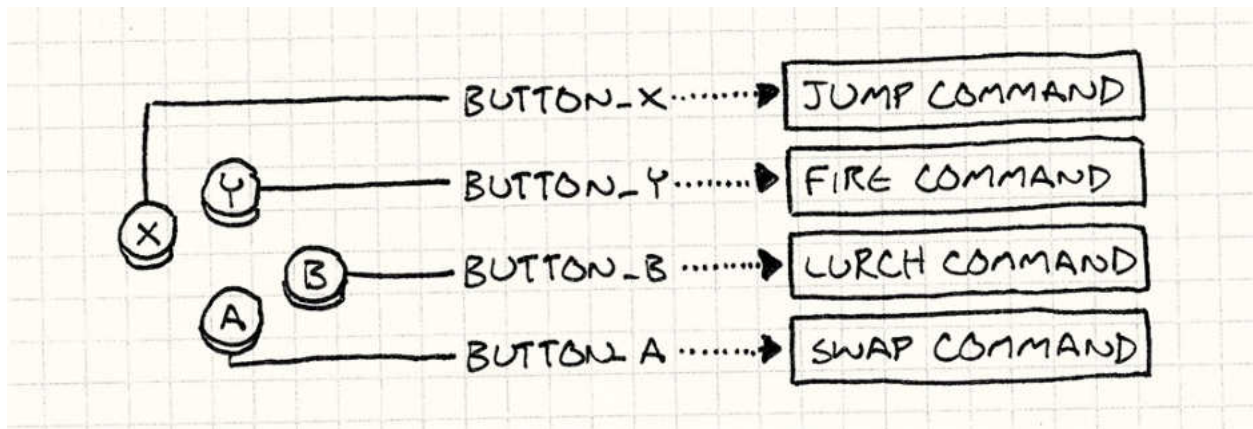 BUTTON_X JUMP COMMAND
Y BUTTON_Y FIRE COMMAND
X
B BUTTON_B LURCH COMMAND
A BUTTON_A SWAP COMMAND